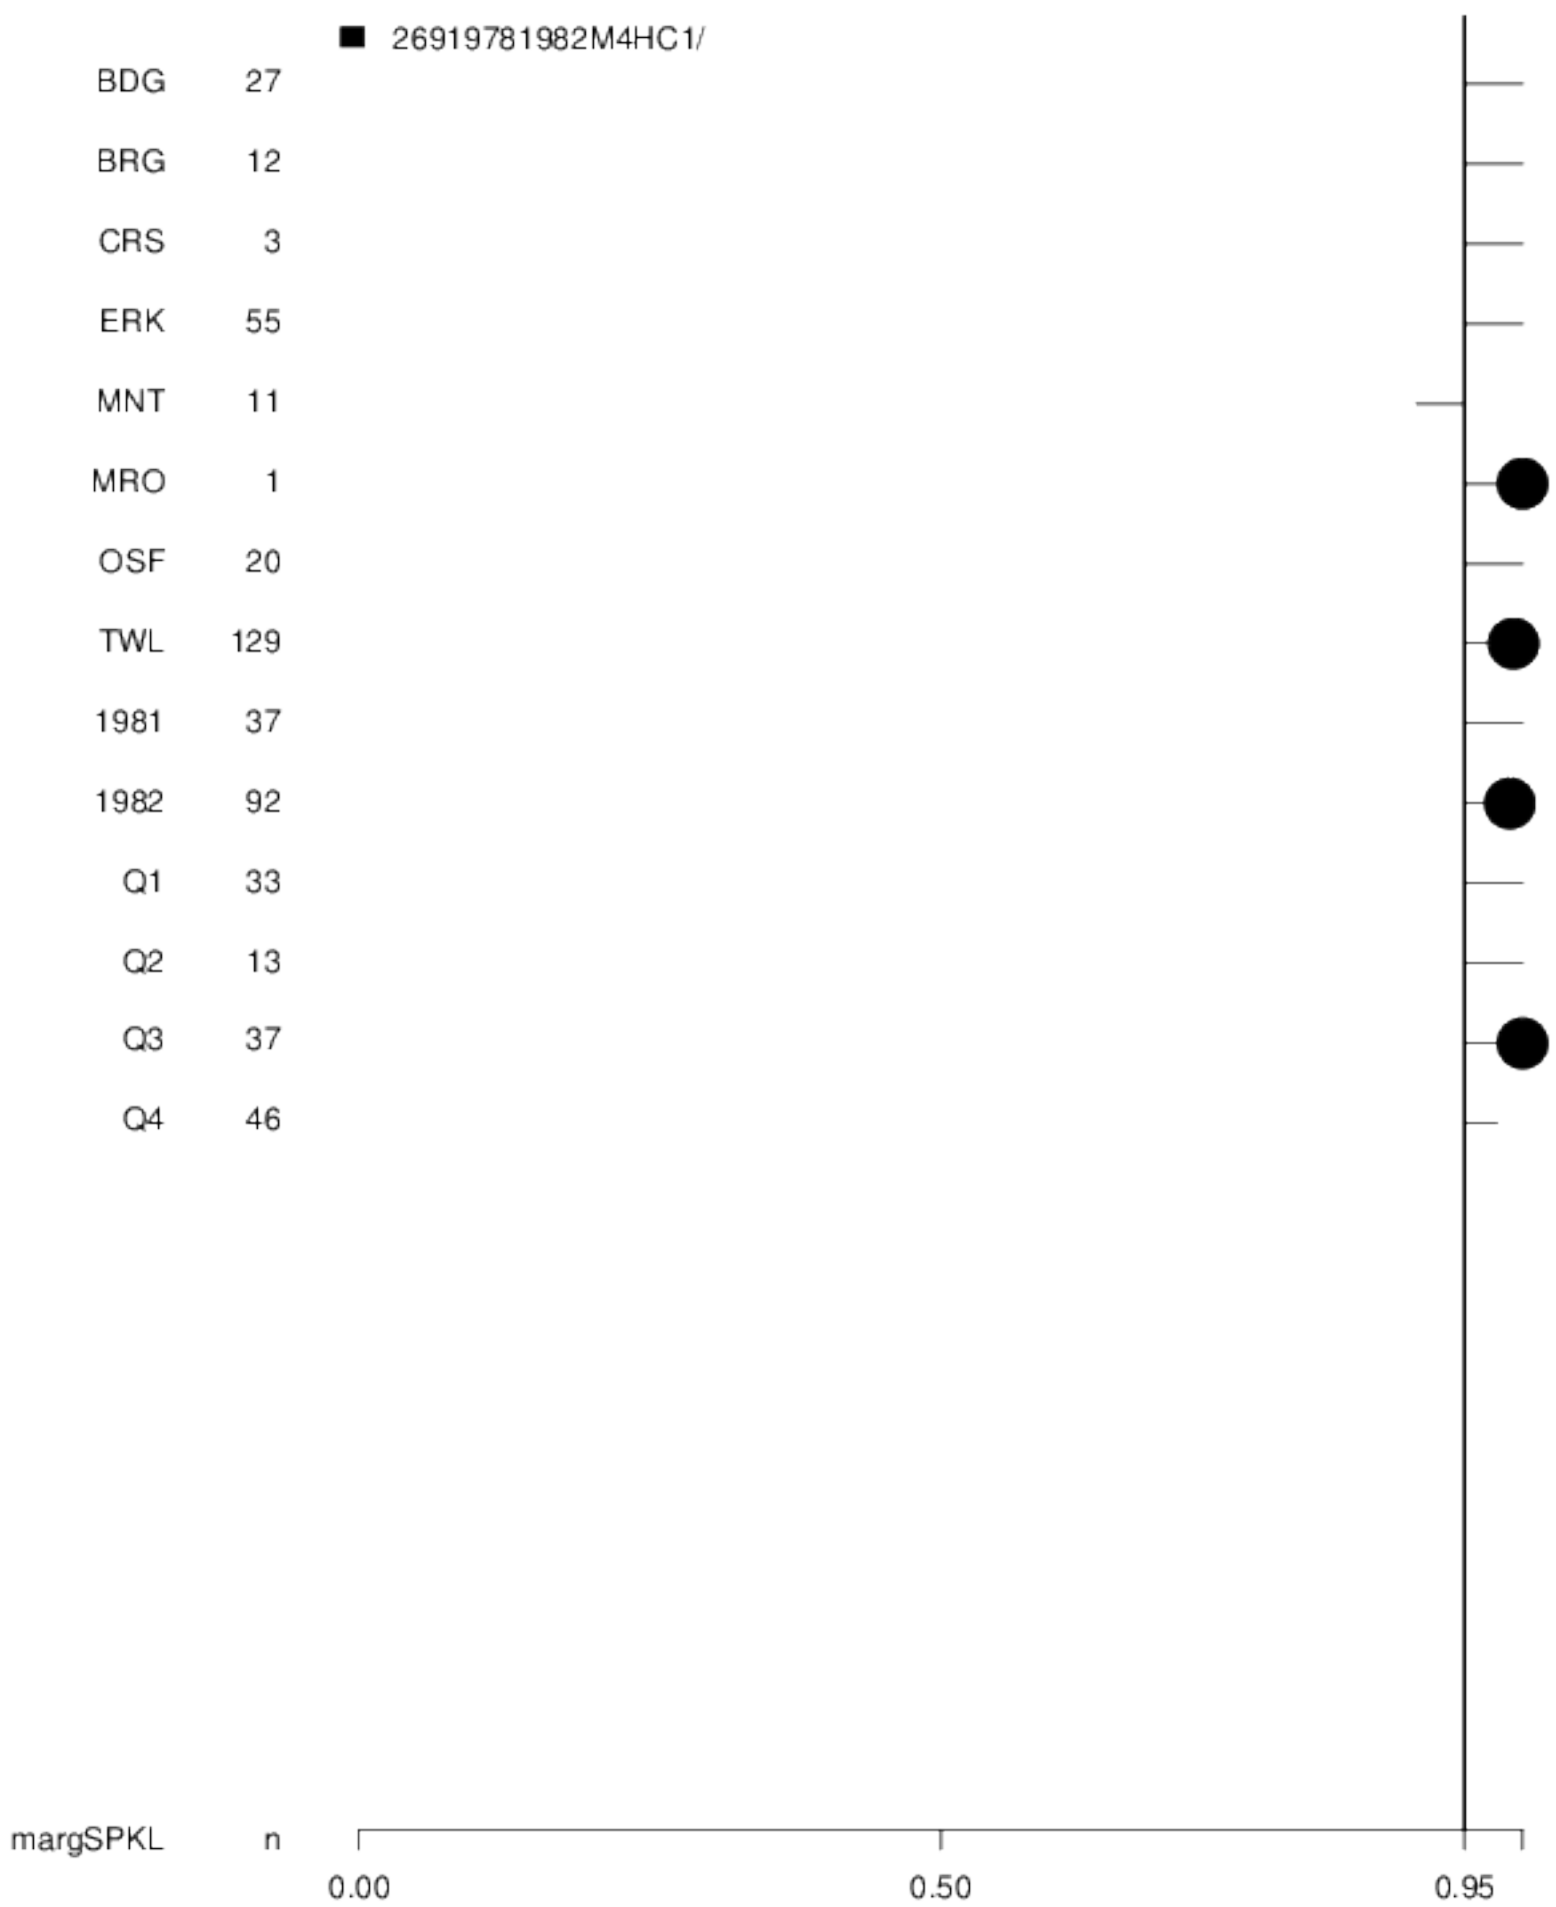 26919781982M4HC1/
BDG 27
BRG 12
CRS 3
ERK 55
MNT 11
MRO 1
OSF 20
TWL 129
1981 37
1982 92
Q1 33
Q2 13
Q3 37
Q4 46
margSPKL n
0.00 0.50 0.95